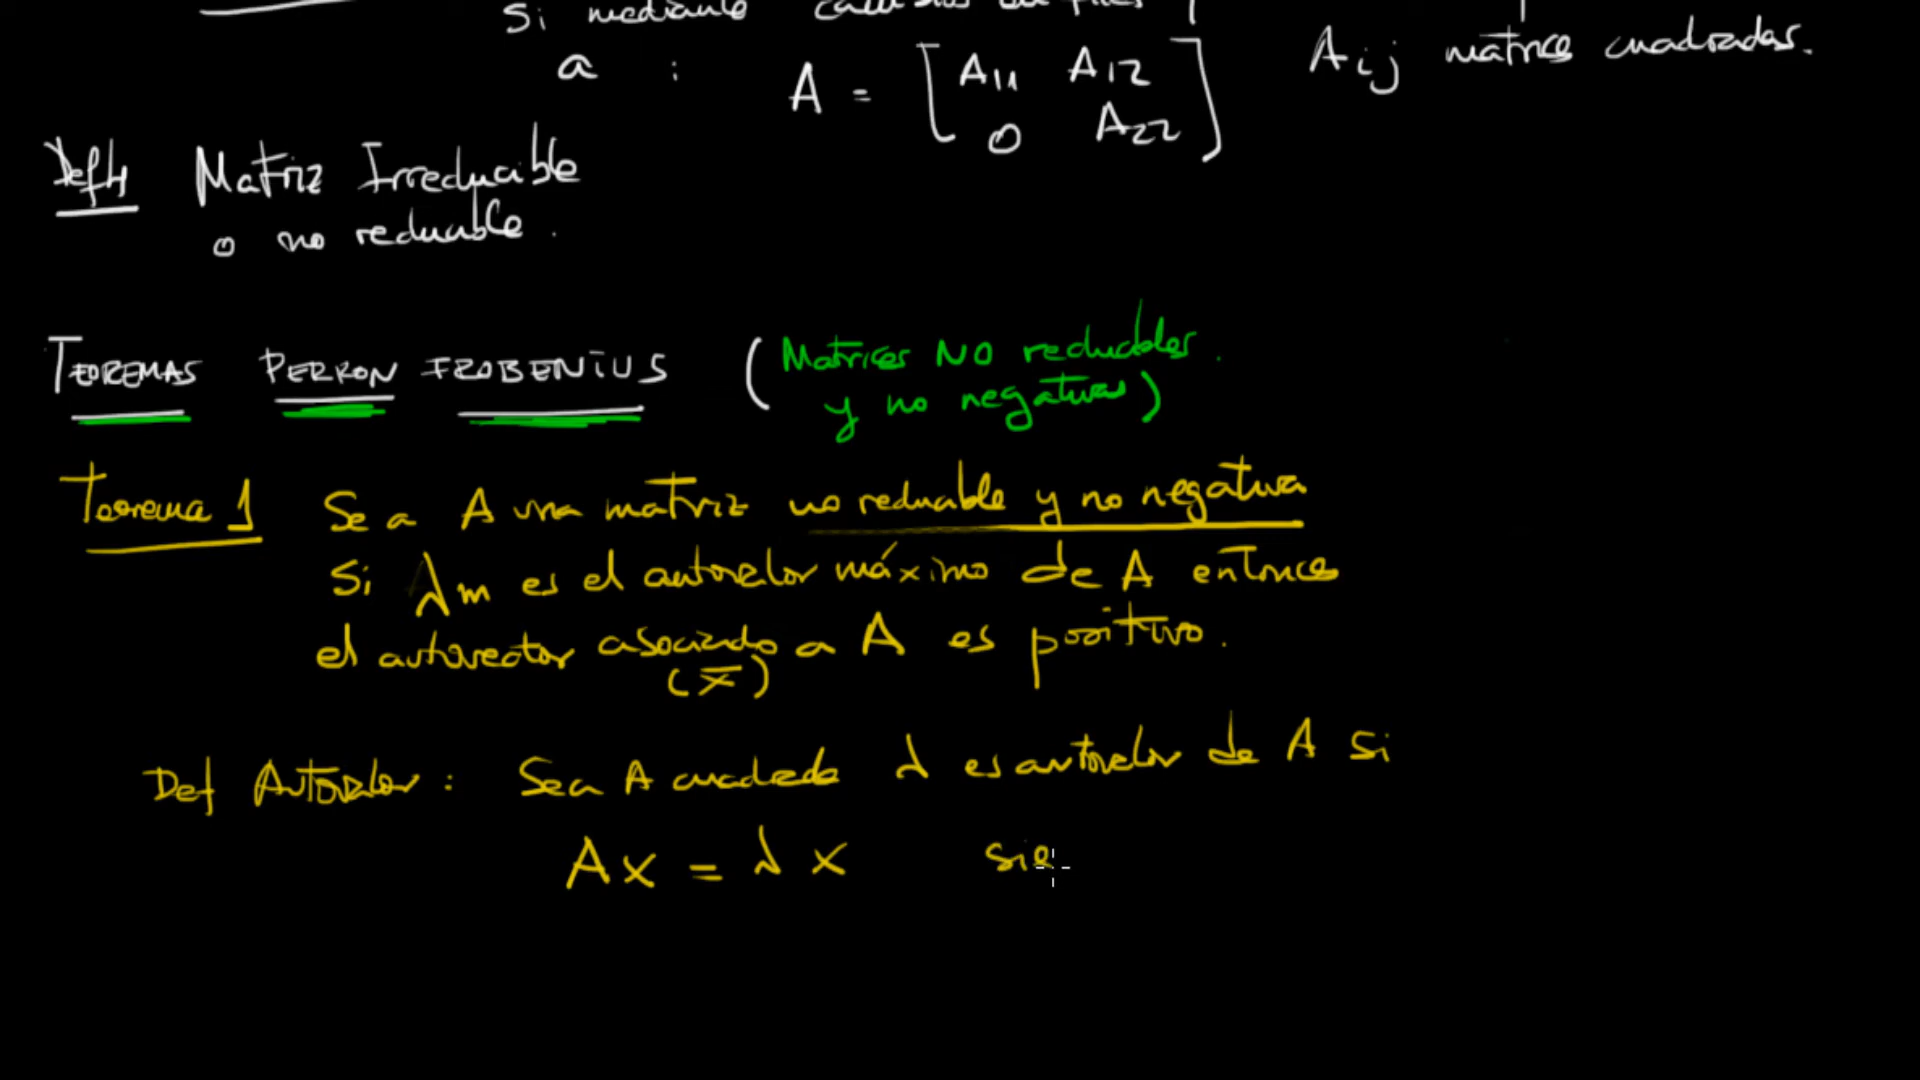 Si mediante
a : A = [ A11 A12 Aij matrices cuadradas.
0 A22 ]
Def4 Matriz Irreducible
o no reducible.
TEOREMAS PERRON FROBENIUS (Matrices NO reducibles.
y no negativas)
Teorema 1 Sea A una matriz no reducible y no negativa
Si λm es el autovalor máximo de A entonces
el autovector asociado a A es positivo.
(x̄)
Def Autovalor: Sea A cuadrada λ es autovalor de A si
Ax = λx sie